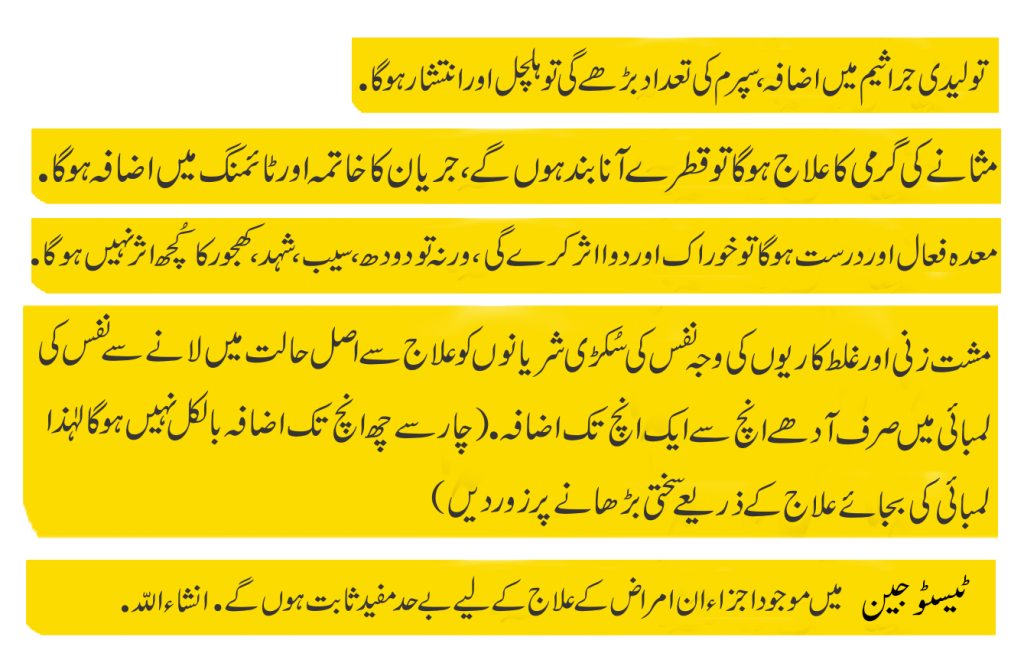 تولیدی جراثیم میں اضافہ، سپرم کی تعداد بڑھے گی تو ہلچل اور انتشار ہوگا۔
مثانے کی گرمی کا علاج ہوگا تو قطرے آنا بند ہوں گے، جریان کا خاتمہ اور ٹائمنگ میں اضافہ ہوگا۔
معدہ فعال اور درست ہوگا تو خوراک اور دوا اثر کرے گی، ورنہ تو دودھ، سیب، شہد، کھجور کا کُچھ اثر نہیں ہوگا۔
مشت زنی اور غلط کاریوں کی وجہ نفس کی سُکڑی شریانوں کو علاج سے اصل حالت میں لانے سے نفس کی
لمبائی میں صرف آدھے انچ سے ایک انچ تک اضافہ۔ (چار سے چھ انچ تک اضافہ بالکل نہیں ہوگا لہٰذا
لمبائی کی بجائے علاج کے ذریعے سختی بڑھانے پر زور دیں)
ٹیسٹو جین میں موجود اجزاء ان امراض کے علاج کے لیے بے حد مفید ثابت ہوں گے۔ انشاء اللہ۔